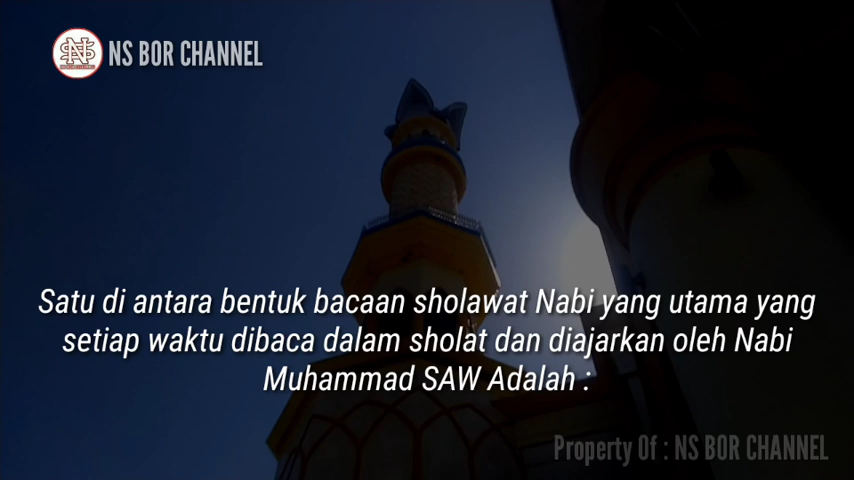 NS BOR CHANNEL
Satu di antara bentuk bacaan sholawat Nabi yang utama yang
setiap waktu dibaca dalam sholat dan diajarkan oleh Nabi
Muhammad SAW Adalah :
Property Of : NS BOR CHANNEL